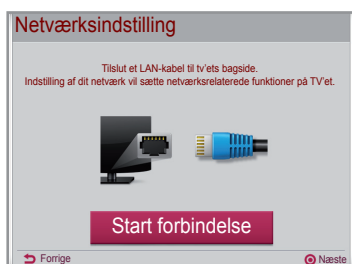 Netværksindstilling
Tilslut et LAN-kabel til tv'ets bagside.
Indstilling af dit netværk vil sætte netværksrelaterede funktioner på TV'et.
Start forbindelse
Forrige
Næste